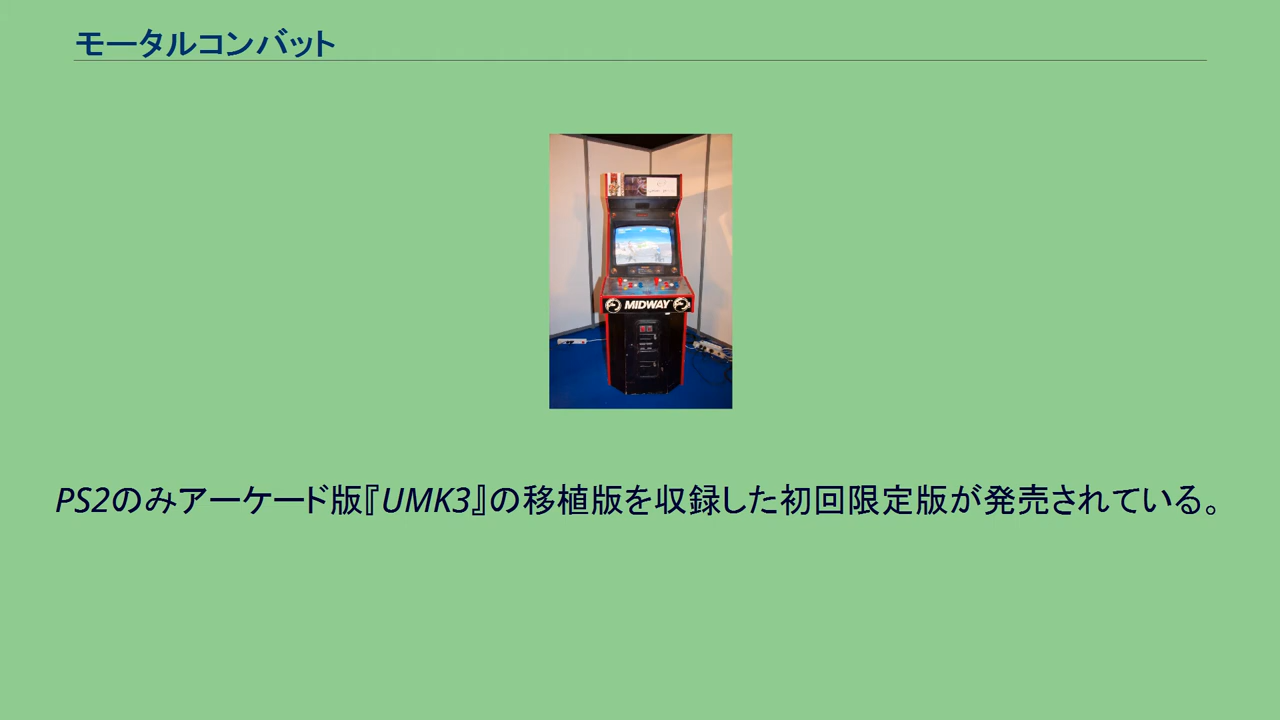 モータルコンバット
MIDWAY
PS2のみアーケード版『UMK3』の移植版を収録した初回限定版が発売されている。